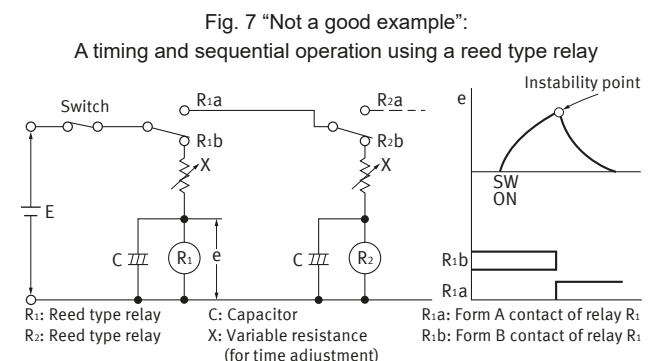 Fig. 7 “Not a good example”:
A timing and sequential operation using a reed type relay
Switch
R1a
R1b
X
E
C
R1
e
R2a
R2b
X
C
R2
e
Instability point
SW
ON
R1b
R1a
R1: Reed type relay
R2: Reed type relay
C: Capacitor
X: Variable resistance
(for time adjustment)
R1a: Form A contact of relay R1
R1b: Form B contact of relay R1